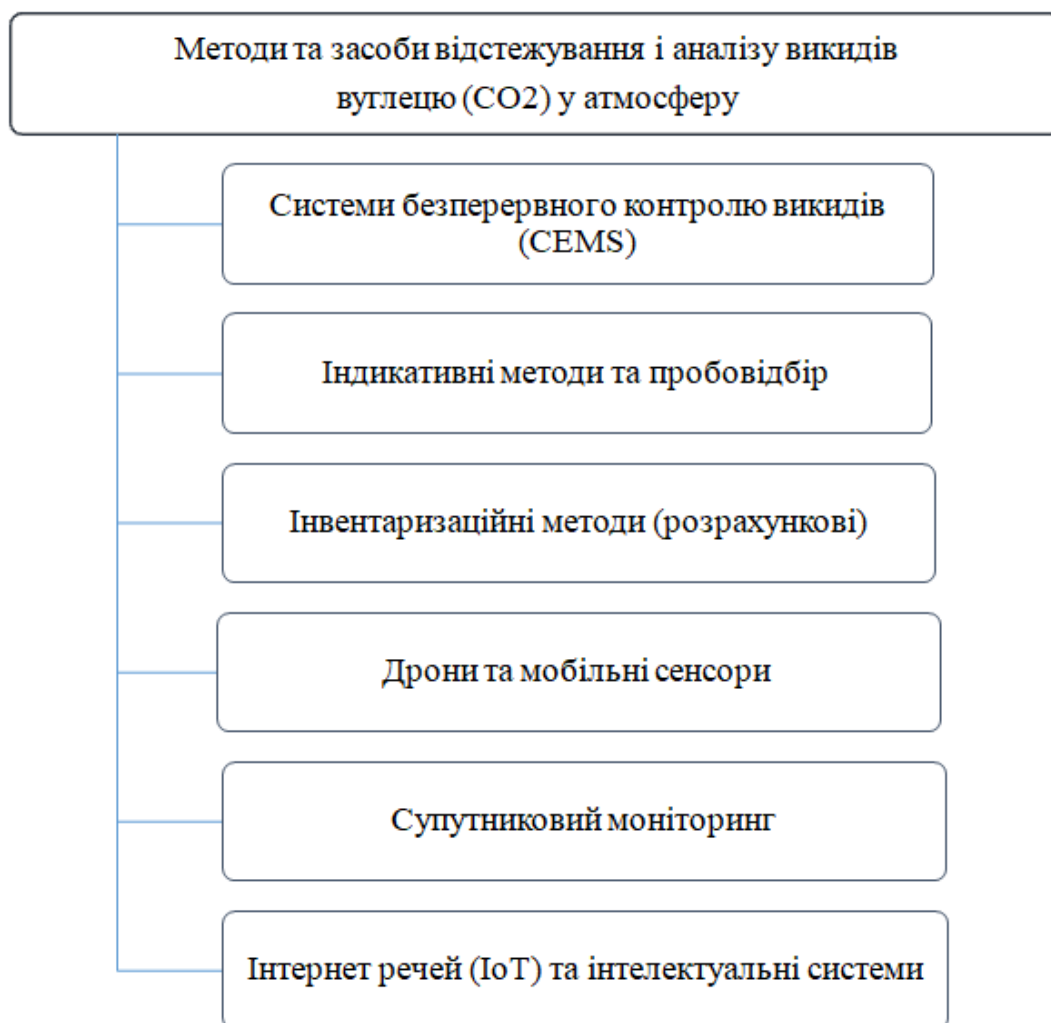 Методи та засоби відстежування і аналізу викидів
вуглецю (СО2) у атмосферу
Системи безперервного контролю викидів
(CEMS)
Індикативні методи та пробовідбір
Інвентаризаційні методи (розрахункові)
Дрони та мобільні сенсори
Супутниковий моніторинг
Інтернет речей (IoT) та інтелектуальні системи